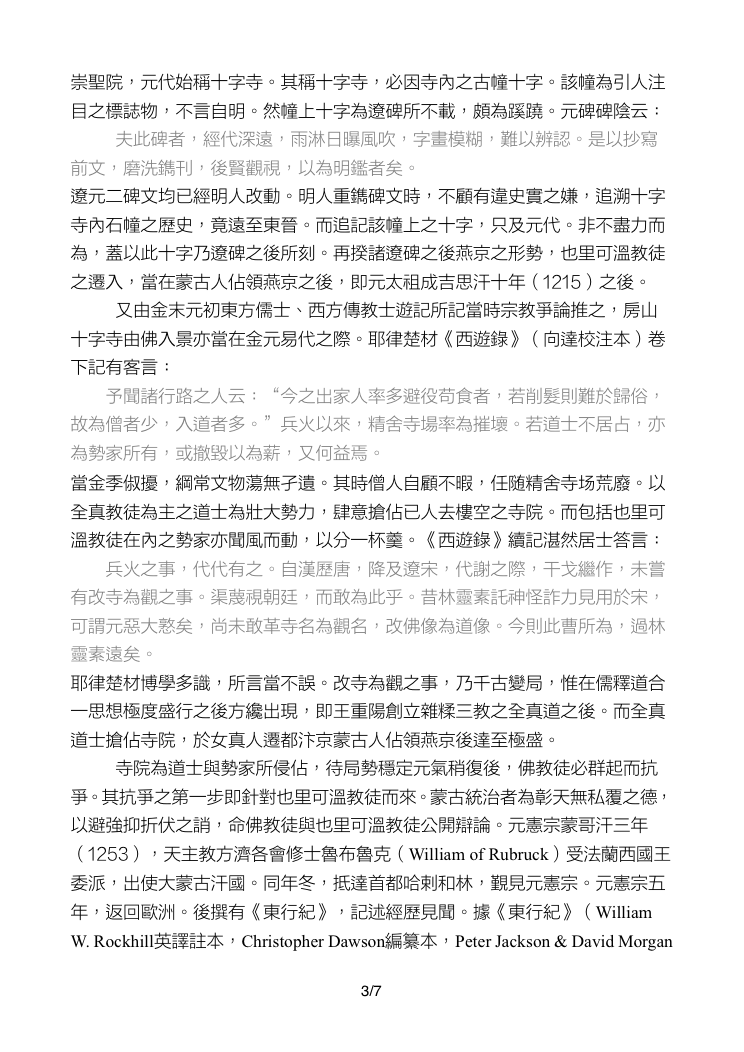 崇聖院，元代始稱十字寺。其稱十字寺，必因寺內之古幢十字。該幢為引人注
目之標誌物，不言自明。然幢上十字為遼碑所不載，頗為蹊蹺。元碑碑陰云：
夫此碑者，經代深遠，雨淋日曝風吹，字畫模糊，難以辨認。是以抄寫
前文，磨洗鐫刊，後賢觀視，以為明鑑者矣。
遼元二碑文均已經明人改動。明人重鐫碑文時，不顧有違史實之嫌，追溯十字
寺內石幢之歷史，竟遠至東晉。而追記該幢上之十字，只及元代。非不盡力而
為，蓋以此十字乃遼碑之後所刻。再揆諸遼碑之後燕京之形勢，也里可溫教徒
之遷入，當在蒙古人佔領燕京之後，即元太祖成吉思汗十年（1215）之後。
又由金末元初東方儒士、西方傳教士遊記所記當時宗教爭論推之，房山
十字寺由佛入景亦當在金元易代之際。耶律楚材《西遊錄》（向達校注本）卷
下記有客言：
予聞諸行路之人云：“今之出家人率多避役苟食者，若削髮則難於歸俗，
故為僧者少，入道者多。”兵火以來，精舍寺場率為摧壞。若道士不居占，亦
為勢家所有，或撤毀以為薪，又何益焉。
當金季俶擾，綱常文物蕩無孑遺。其時僧人自顧不暇，任随精舍寺场荒廢。以
全真教徒為主之道士為壯大勢力，肆意搶佔已人去樓空之寺院。而包括也里可
溫教徒在內之勢家亦聞風而動，以分一杯羹。《西遊錄》續記湛然居士答言：
兵火之事，代代有之。自漢歷唐，降及遼宋，代謝之際，干戈繼作，未嘗
有改寺為觀之事。渠蔑視朝廷，而敢為此乎。昔林靈素託神怪詐力見用於宋，
可謂元惡大憝矣，尚未敢革寺名為觀名，改佛像為道像。今則此曹所為，過林
靈素遠矣。
耶律楚材博學多識，所言當不誤。改寺為觀之事，乃千古變局，惟在儒釋道合
一思想極度盛行之後方纔出現，即王重陽創立雜糅三教之全真道之後。而全真
道士搶佔寺院，於女真人遷都汴京蒙古人佔領燕京後達至極盛。
寺院為道士與勢家所侵佔，待局勢穩定元氣稍復後，佛教徒必群起而抗
爭。其抗爭之第一步即針對也里可溫教徒而來。蒙古統治者為彰天無私覆之德，
以避強抑折伏之誚，命佛教徒與也里可溫教徒公開辯論。元憲宗蒙哥汗三年
（1253），天主教方濟各會修士魯布魯克（William of Rubruck）受法蘭西國王
委派，出使大蒙古汗國。同年冬，抵達首都哈剌和林，覲見元憲宗。元憲宗五
年，返回歐洲。後撰有《東行紀》，記述經歷見聞。據《東行紀》（William
W. Rockhill英譯註本，Christopher Dawson編纂本，Peter Jackson & David Morgan
3/7